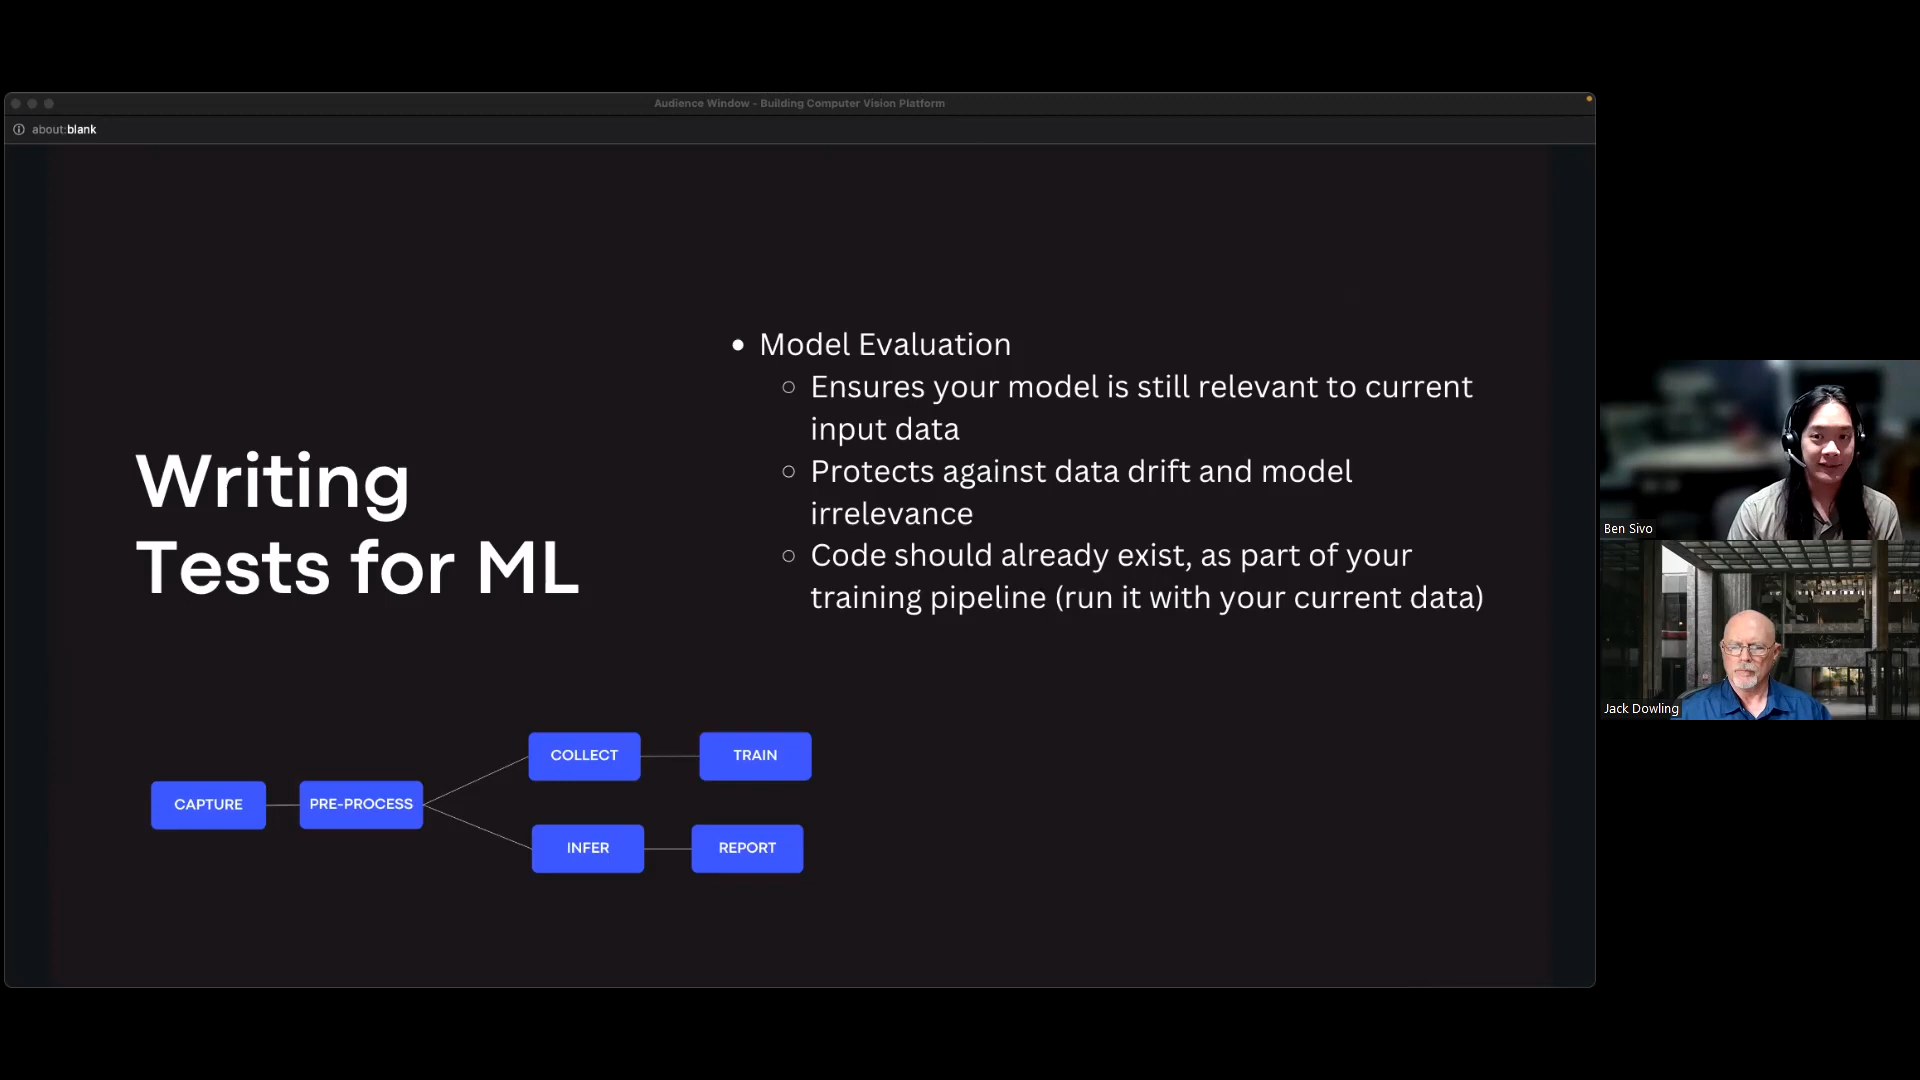 Audience Window - Building Computer Vision Platform
about:blank
Writing
Tests for ML
Model Evaluation
Ensures your model is still relevant to current
input data
Protects against data drift and model
irrelevance
Code should already exist, as part of your
training pipeline (run it with your current data)
CAPTURE
PRE-PROCESS
COLLECT
TRAIN
INFER
REPORT
Ben Sivo
Jack Dowling